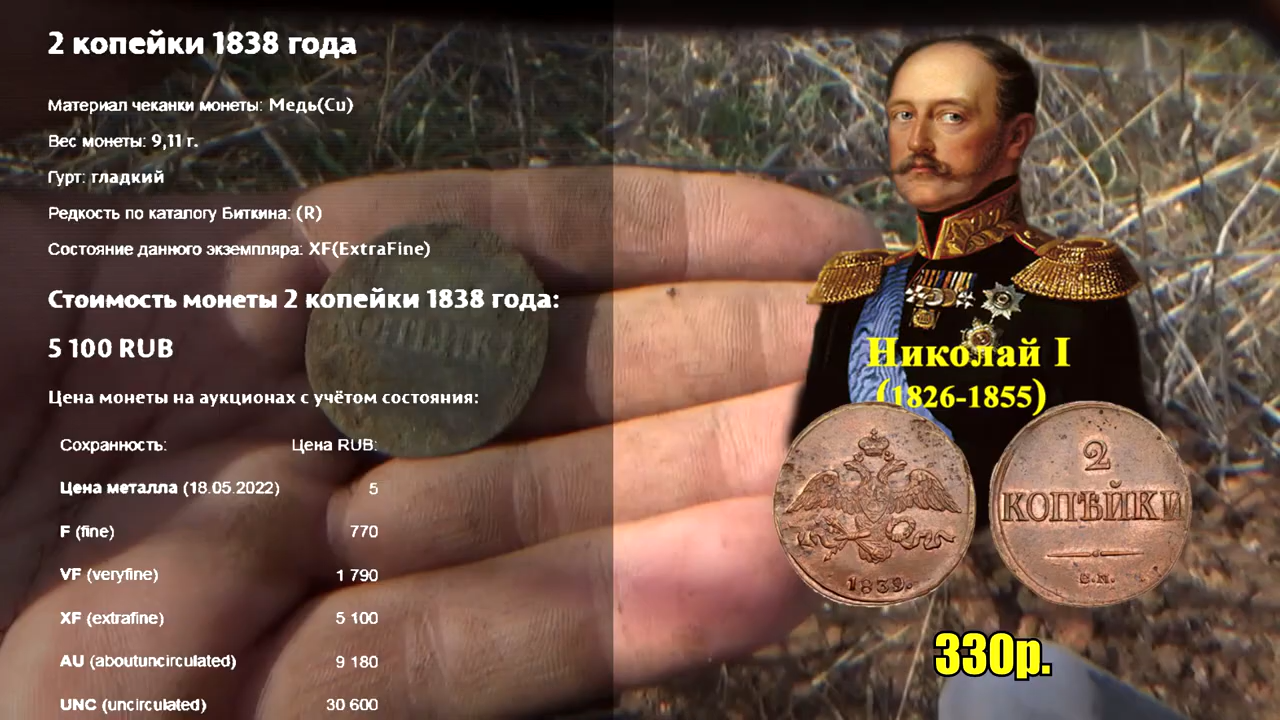 2 копейки 1838 года
Материал чеканки монеты: Медь(Cu)
Вес монеты: 9,11 г.
Гурт: гладкий
Редкость по каталогу Биткина: (R)
Состояние данного экземпляра: XF(ExtraFine)
Стоимость монеты 2 копейки 1838 года:
5 100 RUB
Цена монеты на аукционах с учётом состояния:
Сохранность: Цена RUB:
Цена металла (18.05.2022) 5
F (fine) 770
VF (veryfine) 1 790
XF (extrafine) 5 100
AU (aboutuncirculated) 9 180
UNC (uncirculated) 30 600
Николай I
(1826-1855)
1839.
2
КОПѢЙКИ
Е.М.
330р.